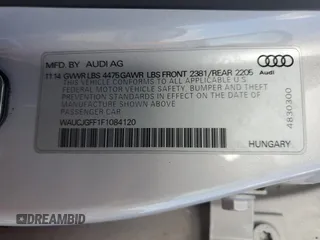 MFD BY: AUDI AG
11 14 GWWR LBS 4475 GAWR LBS FRONT 2381/REAR 2205
THIS VEHICLE CONFORMS TO ALL APPLICABLE U.S.
FEDERAL MOTOR VEHICLE SAFETY, BUMPER AND THEFT
PREVENTION STANDARDS IN EFFECT ON THE DATE OF
MANUFACTURE SHOWN ABOVE
PASSENGER CAR
WAUCJGFF1F1084120
Audi
4830300
HUNGARY
DREAMBID